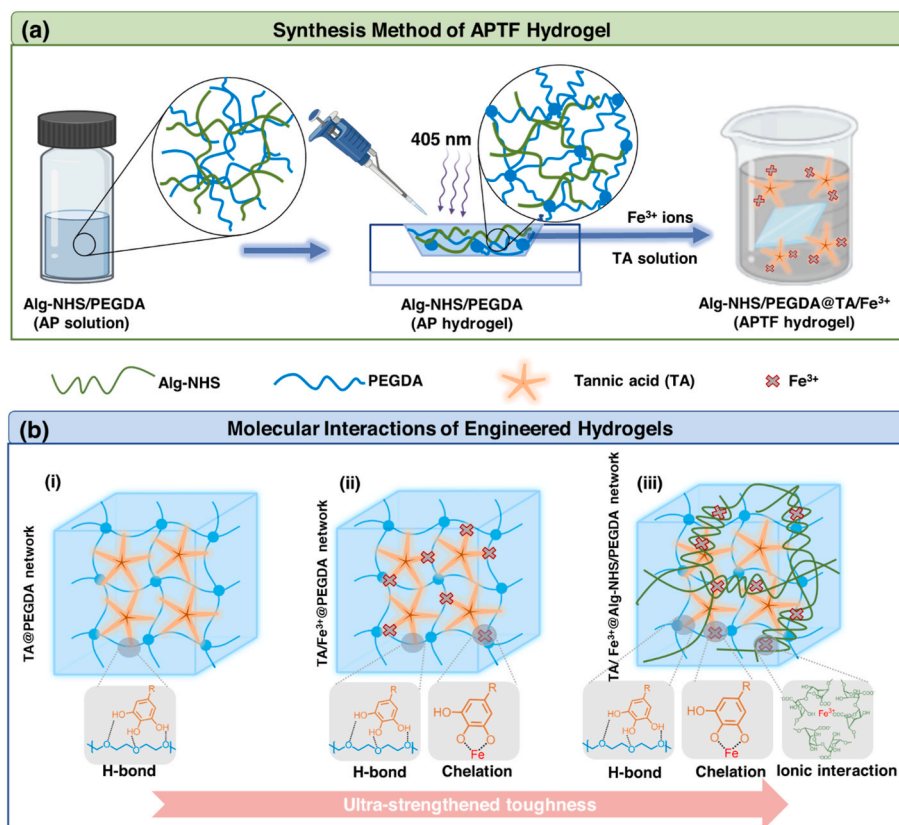 (a)
Synthesis Method of APTF Hydrogel
405 nm
Fe³⁺ ions
TA solution
Alg-NHS/PEGDA
(AP solution)
Alg-NHS/PEGDA
(AP hydrogel)
Alg-NHS/PEGDA@TA/Fe³⁺
(APTF hydrogel)
Alg-NHS
PEGDA
Tannic acid (TA)
Fe³⁺
(b)
Molecular Interactions of Engineered Hydrogels
(i)
TA@PEGDA network
(ii)
TA/Fe³⁺@PEGDA network
(iii)
TA/ Fe³⁺@Alg-NHS/PEGDA network
R
HO
HO
OH
O
O
O
H-bond
R
HO
HO
OH
O
O
O
H-bond
R
HO
O
O
Fe
Chelation
R
HO
HO
OH
O
O
O
H-bond
R
HO
O
O
Fe
Chelation
Fe³⁺
Ionic interaction
Ultra-strengthened toughness